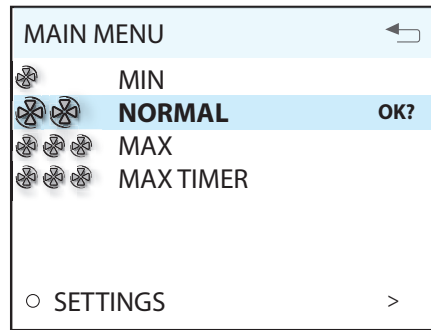 MAIN MENU
MIN
NORMAL OK?
MAX
MAX TIMER
SETTINGS >